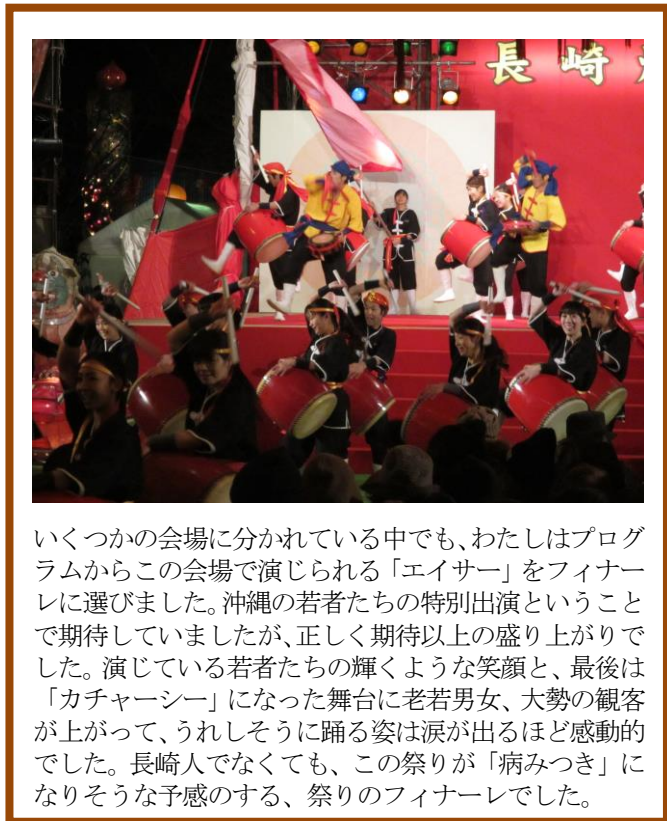 長崎
いくつかの会場に分かれている中でも、わたしはプログ
ラムからこの会場で演じられる「エイサー」をフィナー
レに選びました。沖縄の若者たちの特別出演ということ
で期待していましたが、正しく期待以上の盛り上がりで
した。演じている若者たちの輝くような笑顔と、最後は
「カチャーシー」になった舞台に老若男女、大勢の観客
が上がって、うれしそうに踊る姿は涙が出るほど感動的
でした。長崎人でなくても、この祭りが「病みつき」に
なりそうな予感のする、祭りのフィナーレでした。